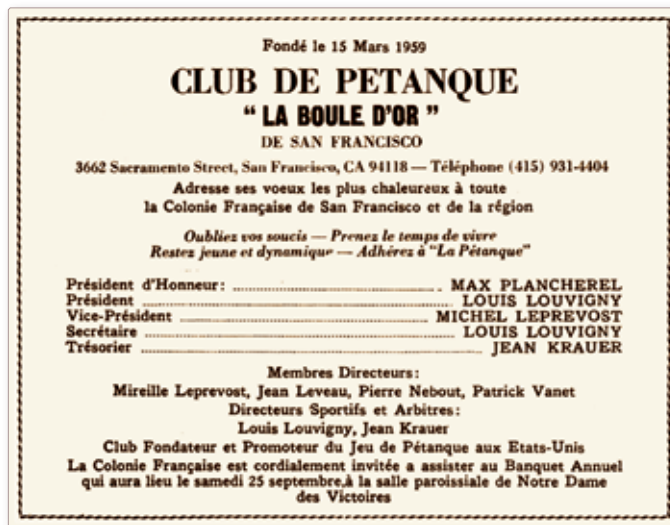 Fondé le 15 Mars 1959
CLUB DE PETANQUE
“ LA BOULE D’OR ”
DE SAN FRANCISCO
3662 Sacramento Street, San Francisco, CA 94118 — Téléphone (415) 931-4404
Adresse ses voeux les plus chaleureux à toute
la Colonie Française de San Francisco et de la région
Oubliez vos soucis — Prenez le temps de vivre
Restez jeune et dynamique — Adhérez à “La Pétanque”
Président d’Honneur: ........................................ MAX PLANCHEREL
Président ........................................ LOUIS LOUVIGNY
Vice-Président ........................................ MICHEL LEPREVOST
Secrétaire ........................................ LOUIS LOUVIGNY
Trésorier ........................................ JEAN KRAUER
Membres Directeurs:
Mireille Leprevost, Jean Leveau, Pierre Nebout, Patrick Vanet
Directeurs Sportifs et Arbitres:
Louis Louvigny, Jean Krauer
Club Fondateur et Promoteur du Jeu de Pétanque aux Etats-Unis
La Colonie Française est cordialement invitée a assister au Banquet Annuel
qui aura lieu le samedi 25 septembre,à la salle paroissiale de Notre Dame
des Victoires